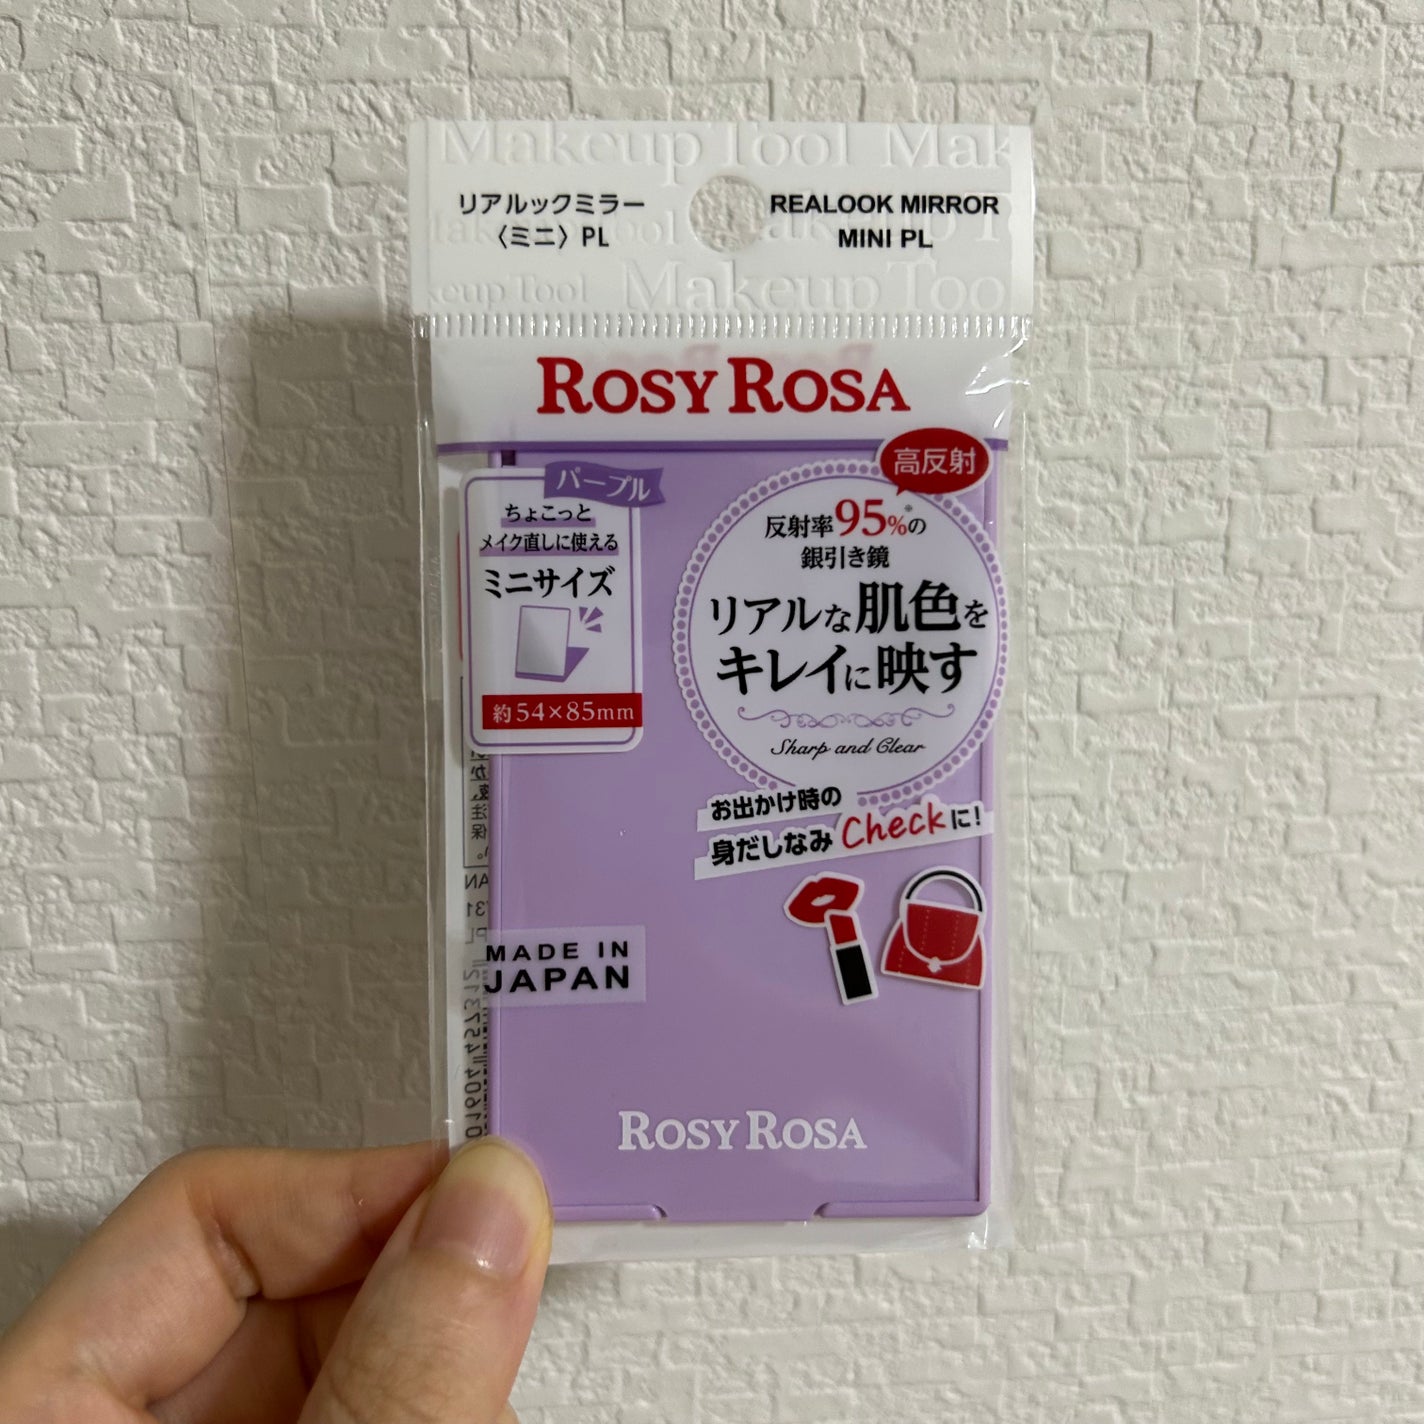 Makeup Tool Mak
リアルックミラー
〈ミニ〉PL
REALOOK MIRROR
MINI PL
Makeup Too
ROSY ROSA
パープル
ちょこっと
メイク直しに使える
ミニサイズ
約54×85mm
高反射
反射率95%※の
銀引き鏡
リアルな肌色を
キレイに映す
Sharp and Clear
お出かけ時の
身だしなみCheckに!
MADE IN
JAPAN
ROSY ROSA